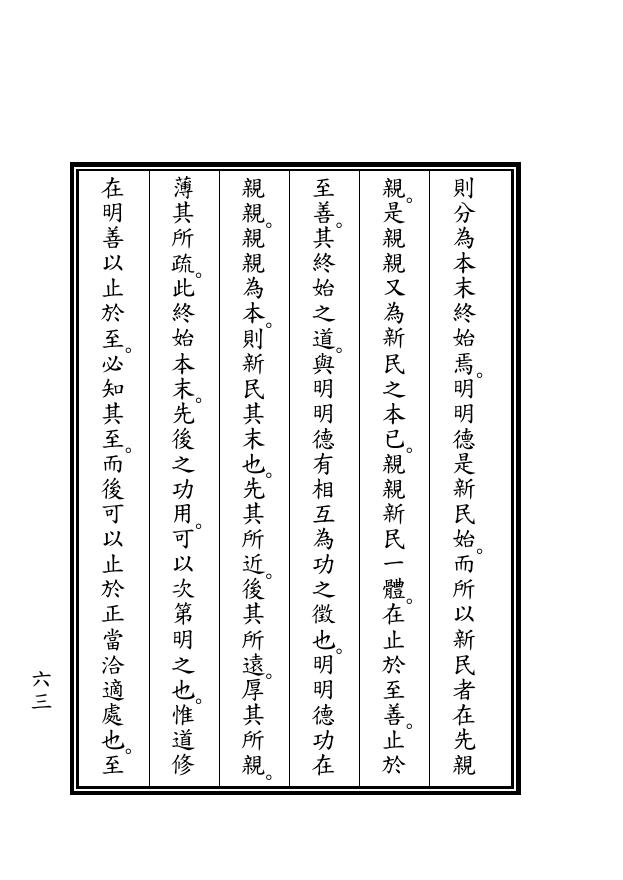 則分為本末終始焉。明明德是新民始。而所以新民者在先親
親。是親親又為新民之本已。親親新民一體。在止於至善。止於
至善。其終始之道。與明明德有相互為功之徵也。明明德功在
親親。親親為本。則新民其末也。先其所近。後其所遠。厚其所親。
薄其所疏。此終始本末。先後之功用。可以次第明之也。惟道修
在明善以止於至。必知其至。而後可以止於正當洽適處也。至
六三